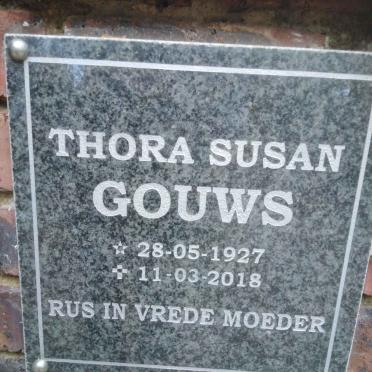 THORA SUSAN
GOUWS
☆ 28-05-1927
✢ 11-03-2018
RUS IN VREDE MOEDER